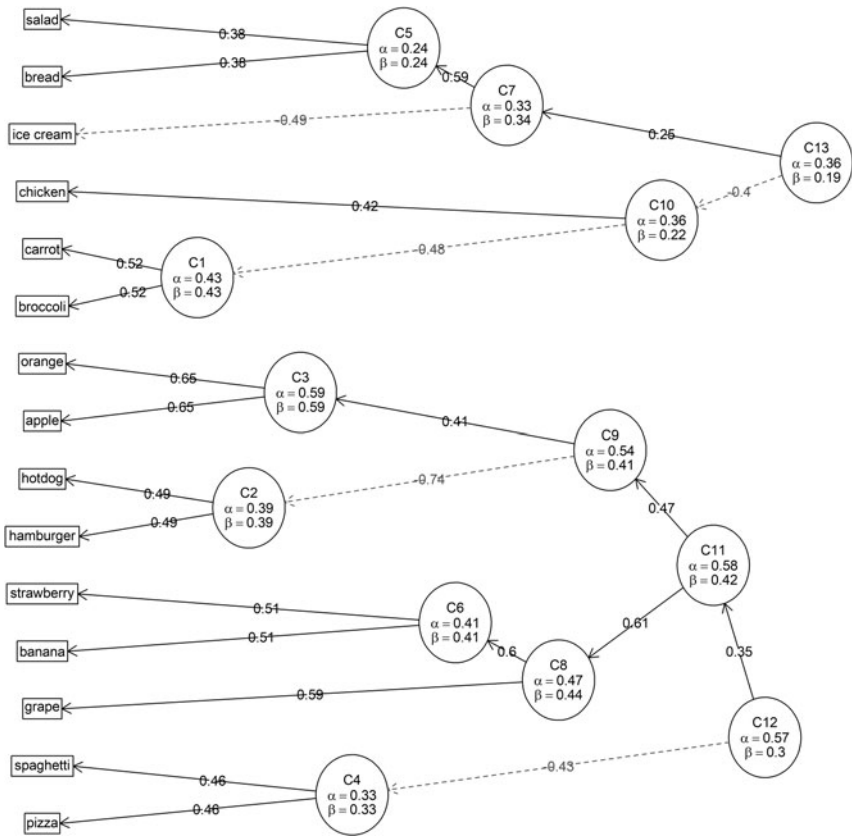 salad
bread
ice cream
chicken
carrot
broccoli
orange
apple
hotdog
hamburger
strawberry
banana
grape
spaghetti
pizza
0.38
0.38
C5
α = 0.24
β = 0.24
0.59
C7
α = 0.33
β = 0.34
-0.49
0.25
C13
α = 0.36
β = 0.19
-0.4
C10
α = 0.36
β = 0.22
0.42
-0.48
C1
α = 0.43
β = 0.43
0.52
0.52
0.65
0.65
C3
α = 0.59
β = 0.59
0.41
C9
α = 0.54
β = 0.41
-0.74
C2
α = 0.39
β = 0.39
0.49
0.49
0.47
C11
α = 0.58
β = 0.42
0.61
0.35
0.51
0.51
C6
α = 0.41
β = 0.41
0.6
C8
α = 0.47
β = 0.44
0.59
C12
α = 0.57
β = 0.3
-0.43
C4
α = 0.33
β = 0.33
0.46
0.46